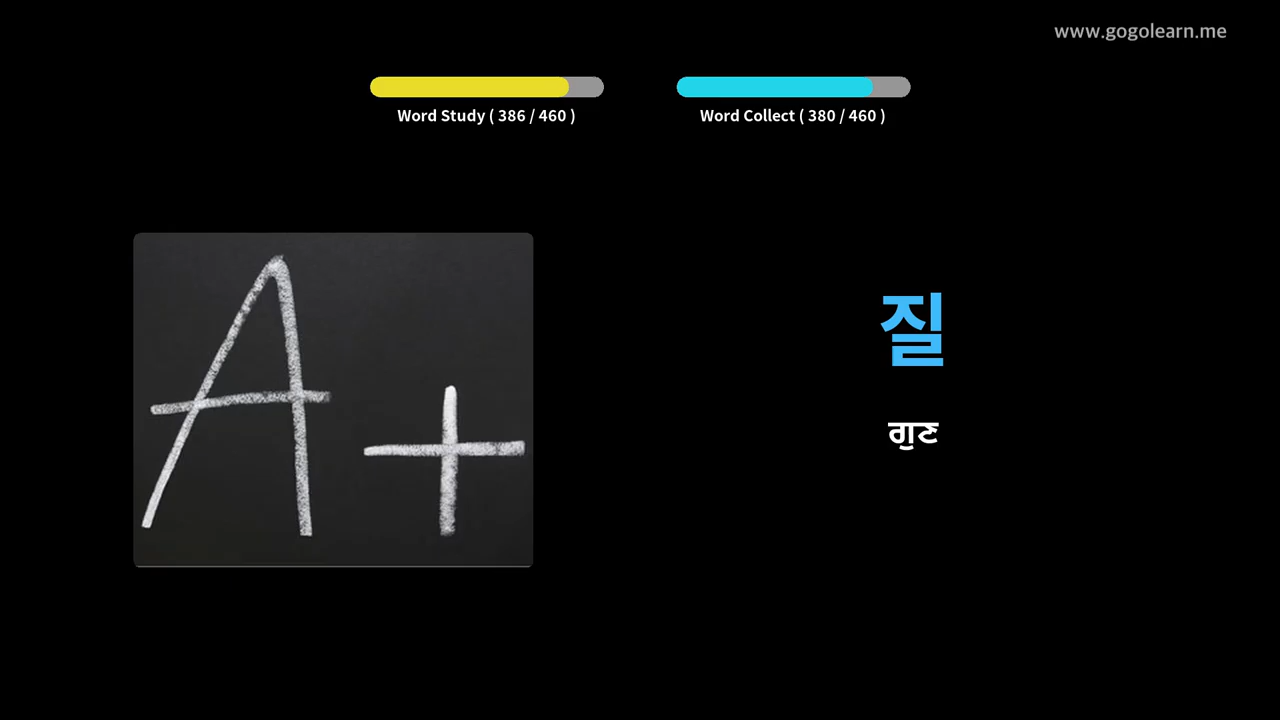 www.gogolearn.me
Word Study ( 386 / 460 )
Word Collect ( 380 / 460 )
A+
질
ਗੁਣ